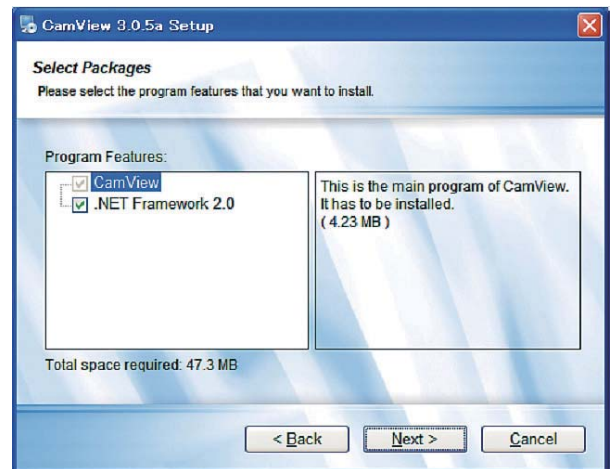 CamView 3.0.5a Setup
Select Packages
Please select the program features that you want to install.
Program Features:
CamView
.NET Framework 2.0
This is the main program of CamView.
It has to be installed.
( 4.23 MB )
Total space required: 47.3 MB
< Back
Next >
Cancel